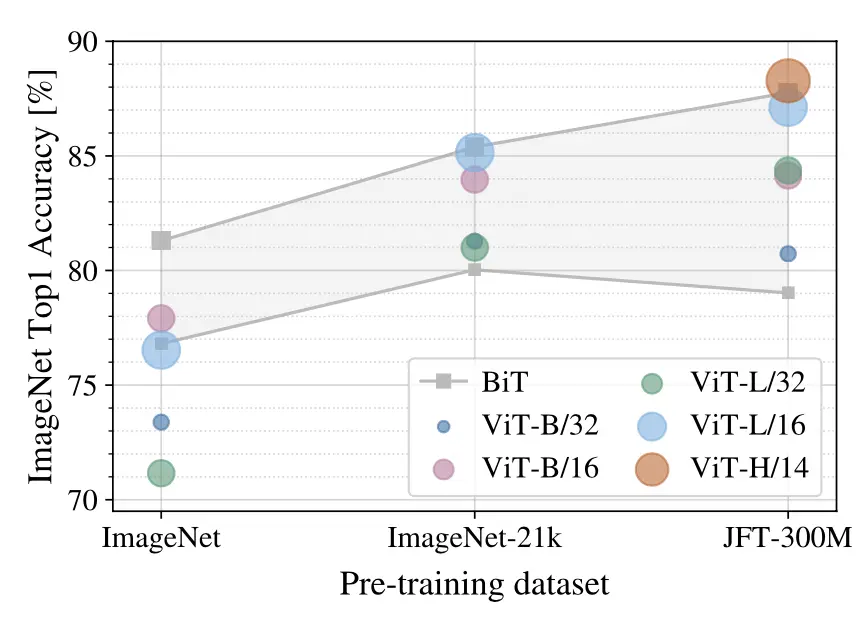 ImageNet Top1 Accuracy [%]
90
85
80
75
70
BiT
ViT-B/32
ViT-B/16
ViT-L/32
ViT-L/16
ViT-H/14
ImageNet
ImageNet-21k
JFT-300M
Pre-training dataset